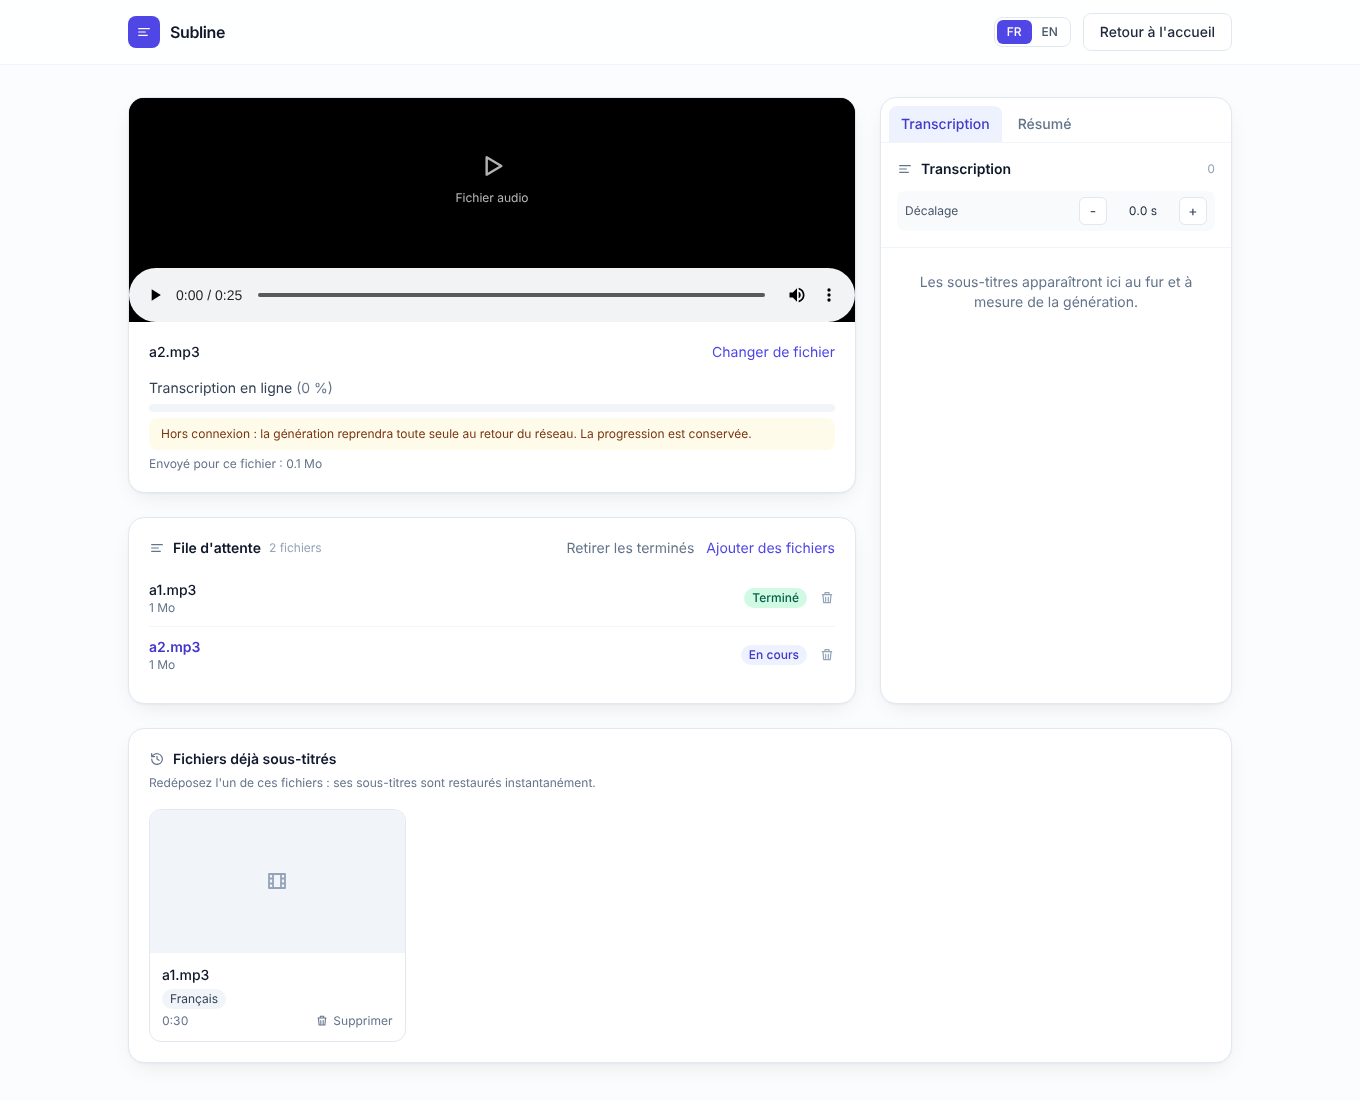 Subline
FR
EN
Retour à l'accueil
Fichier audio
0:00 / 0:25
a2.mp3
Changer de fichier
Transcription en ligne (0 %)
Hors connexion : la génération reprendra toute seule au retour du réseau. La progression est conservée.
Envoyé pour ce fichier : 0.1 Mo
Transcription
Résumé
Transcription
0
Décalage
-
0.0 s
+
Les sous-titres apparaîtront ici au fur et à
mesure de la génération.
File d'attente
2 fichiers
Retirer les terminés
Ajouter des fichiers
a1.mp3
1 Mo
Terminé
a2.mp3
1 Mo
En cours
Fichiers déjà sous-titrés
Redéposez l'un de ces fichiers : ses sous-titres sont restaurés instantanément.
a1.mp3
Français
0:30
Supprimer